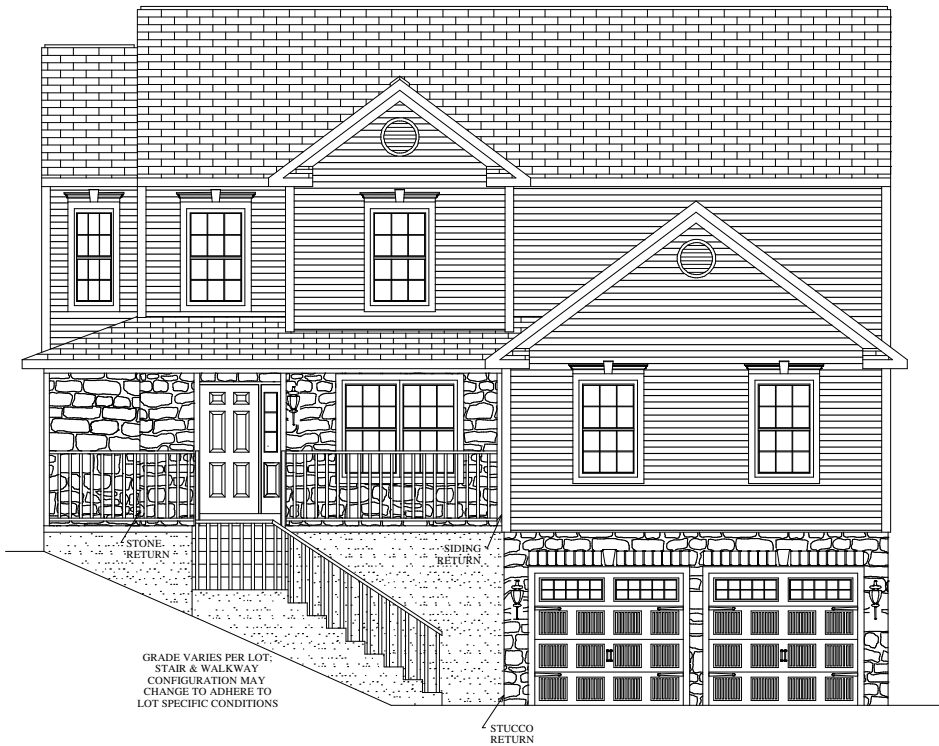 STONE
RETURN
SIDING
RETURN
GRADE VARIES PER LOT;
STAIR & WALKWAY
CONFIGURATION MAY
CHANGE TO ADHERE TO
LOT SPECIFIC CONDITIONS
STUCCO
RETURN